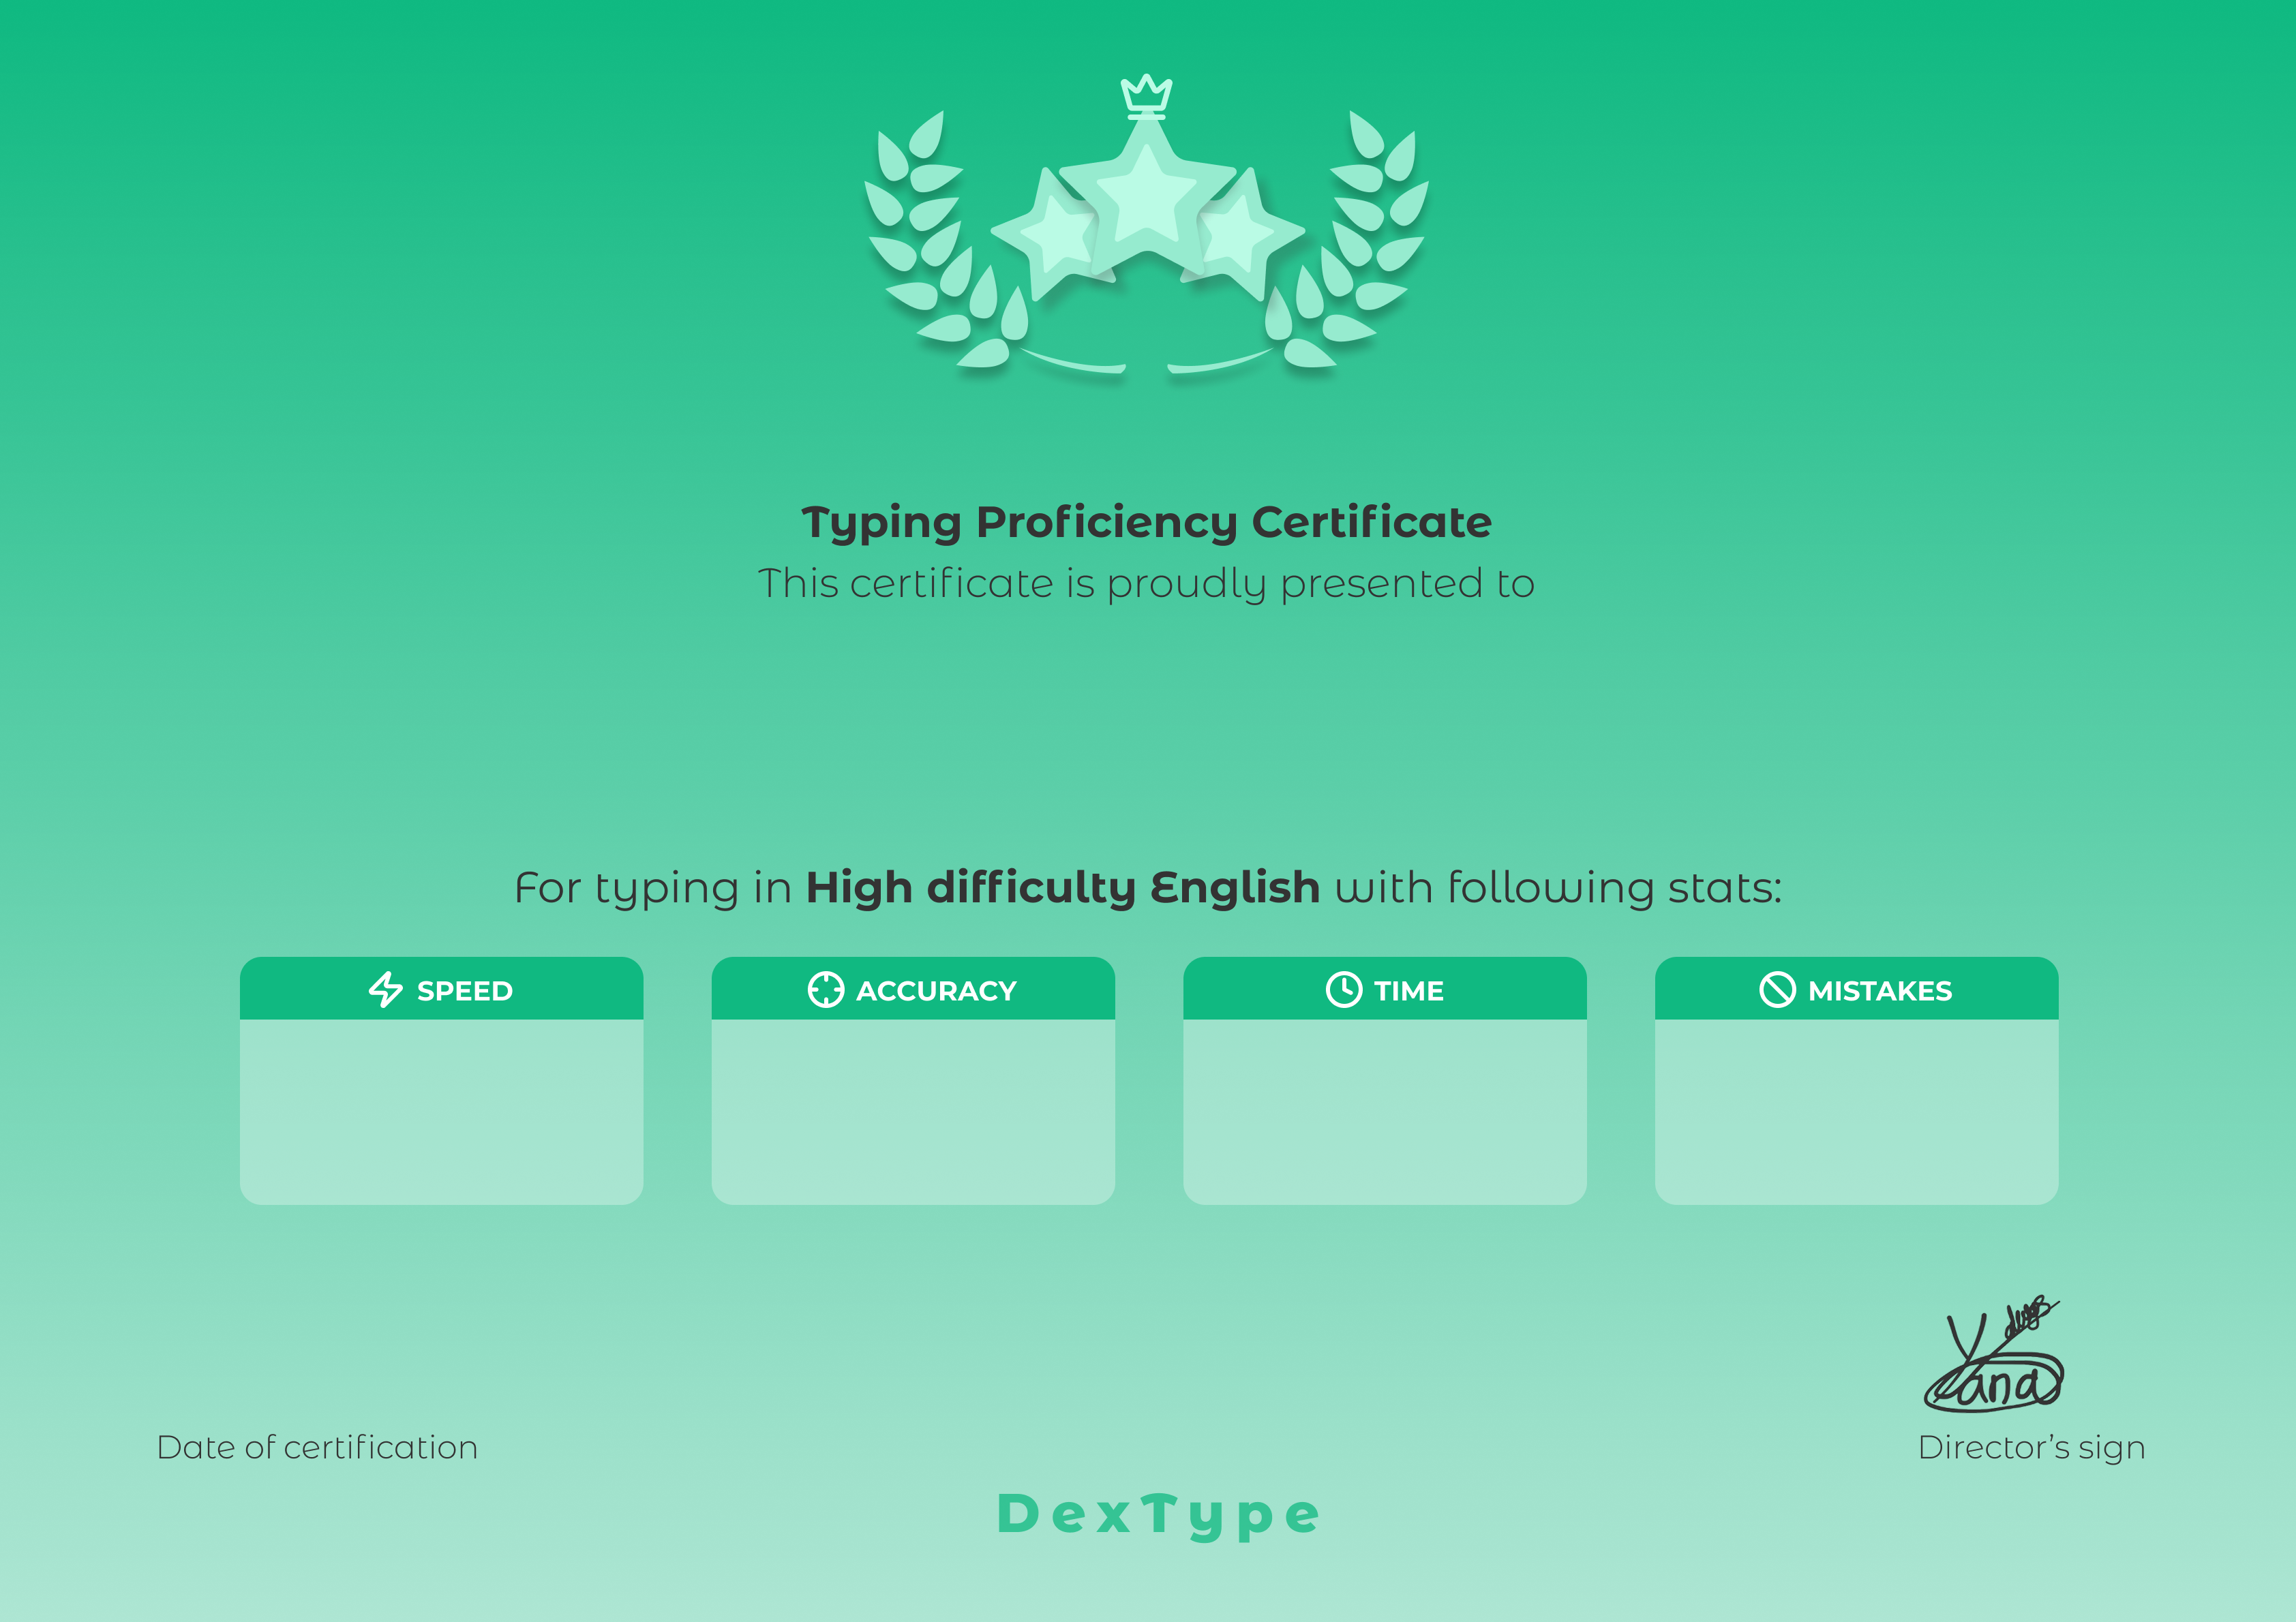 Typing Proficiency Certificate
This certificate is proudly presented to
For typing in High difficulty English with following stats:
SPEED
ACCURACY
TIME
MISTAKES
Yana
Date of certification
Director’s sign
DexType